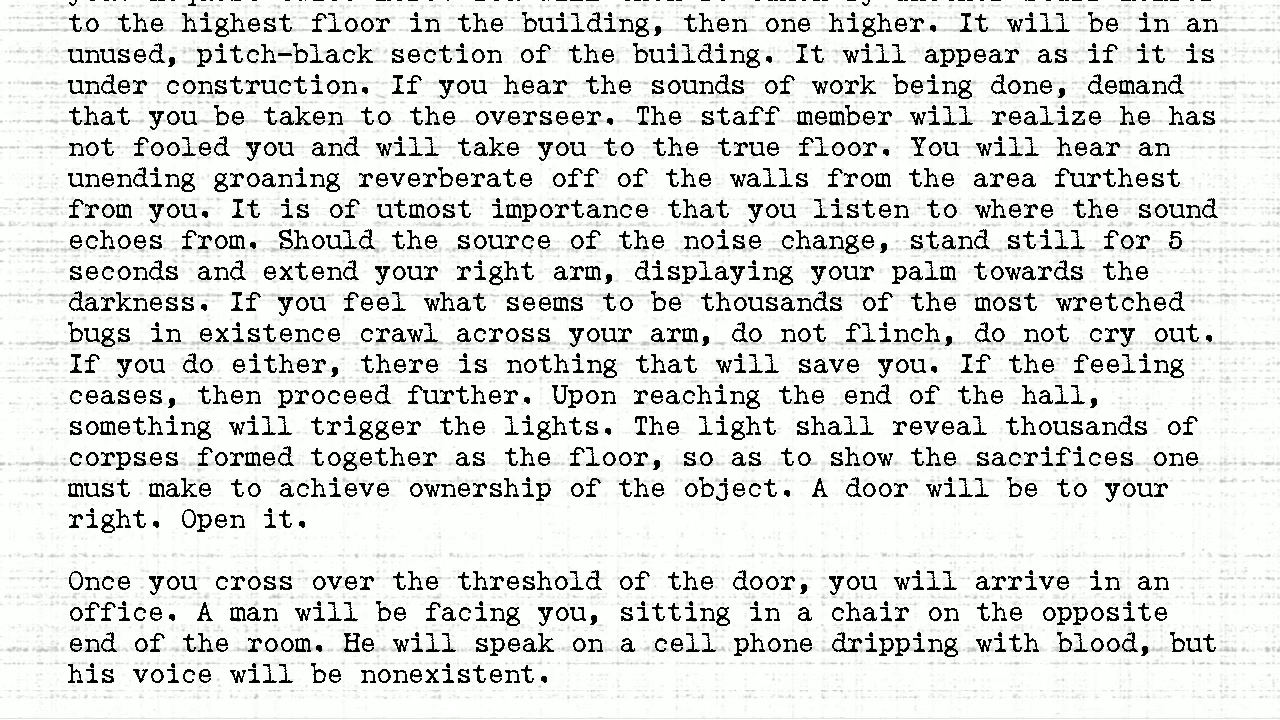 to the highest floor in the building, then one higher. It will be in an
unused, pitch-black section of the building. It will appear as if it is
under construction. If you hear the sounds of work being done, demand
that you be taken to the overseer. The staff member will realize he has
not fooled you and will take you to the true floor. You will hear an
unending groaning reverberate off of the walls from the area furthest
from you. It is of utmost importance that you listen to where the sound
echoes from. Should the source of the noise change, stand still for 5
seconds and extend your right arm, displaying your palm towards the
darkness. If you feel what seems to be thousands of the most wretched
bugs in existence crawl across your arm, do not flinch, do not cry out.
If you do either, there is nothing that will save you. If the feeling
ceases, then proceed further. Upon reaching the end of the hall,
something will trigger the lights. The light shall reveal thousands of
corpses formed together as the floor, so as to show the sacrifices one
must make to achieve ownership of the object. A door will be to your
right. Open it.
Once you cross over the threshold of the door, you will arrive in an
office. A man will be facing you, sitting in a chair on the opposite
end of the room. He will speak on a cell phone dripping with blood, but
his voice will be nonexistent.